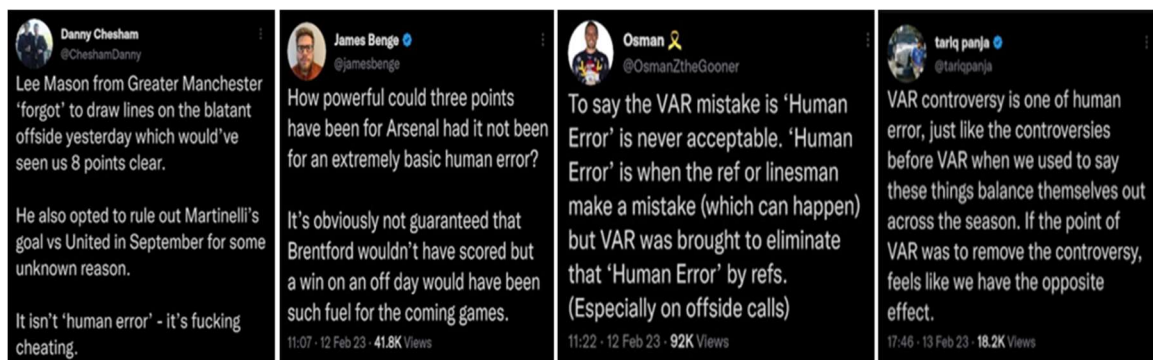 Danny Chesham
@CheshamDanny
Lee Mason from Greater Manchester
‘forgot’ to draw lines on the blatant
offside yesterday which would’ve
seen us 8 points clear.
He also opted to rule out Martinelli’s
goal vs United in September for some
unknown reason.
It isn’t ‘human error’ - it’s fucking
cheating.
James Benge
@jamesbenge
How powerful could three points
have been for Arsenal had it not been
for an extremely basic human error?
It’s obviously not guaranteed that
Brentford wouldn’t have scored but
a win on an off day would have been
such fuel for the coming games.
11:07 · 12 Feb 23 · 41.8K Views
Osman 🎗
@OsmanZtheGooner
To say the VAR mistake is ‘Human
Error’ is never acceptable. ‘Human
Error’ is when the ref or linesman
make a mistake (which can happen)
but VAR was brought to eliminate
that ‘Human Error’ by refs.
(Especially on offside calls)
11:22 · 12 Feb 23 · 92K Views
tariq panja
@tariqpanja
VAR controversy is one of human
error, just like the controversies
before VAR when we used to say
these things balance themselves out
across the season. If the point of
VAR was to remove the controversy,
feels like we have the opposite
effect.
17:46 · 13 Feb 23 · 18.2K Views